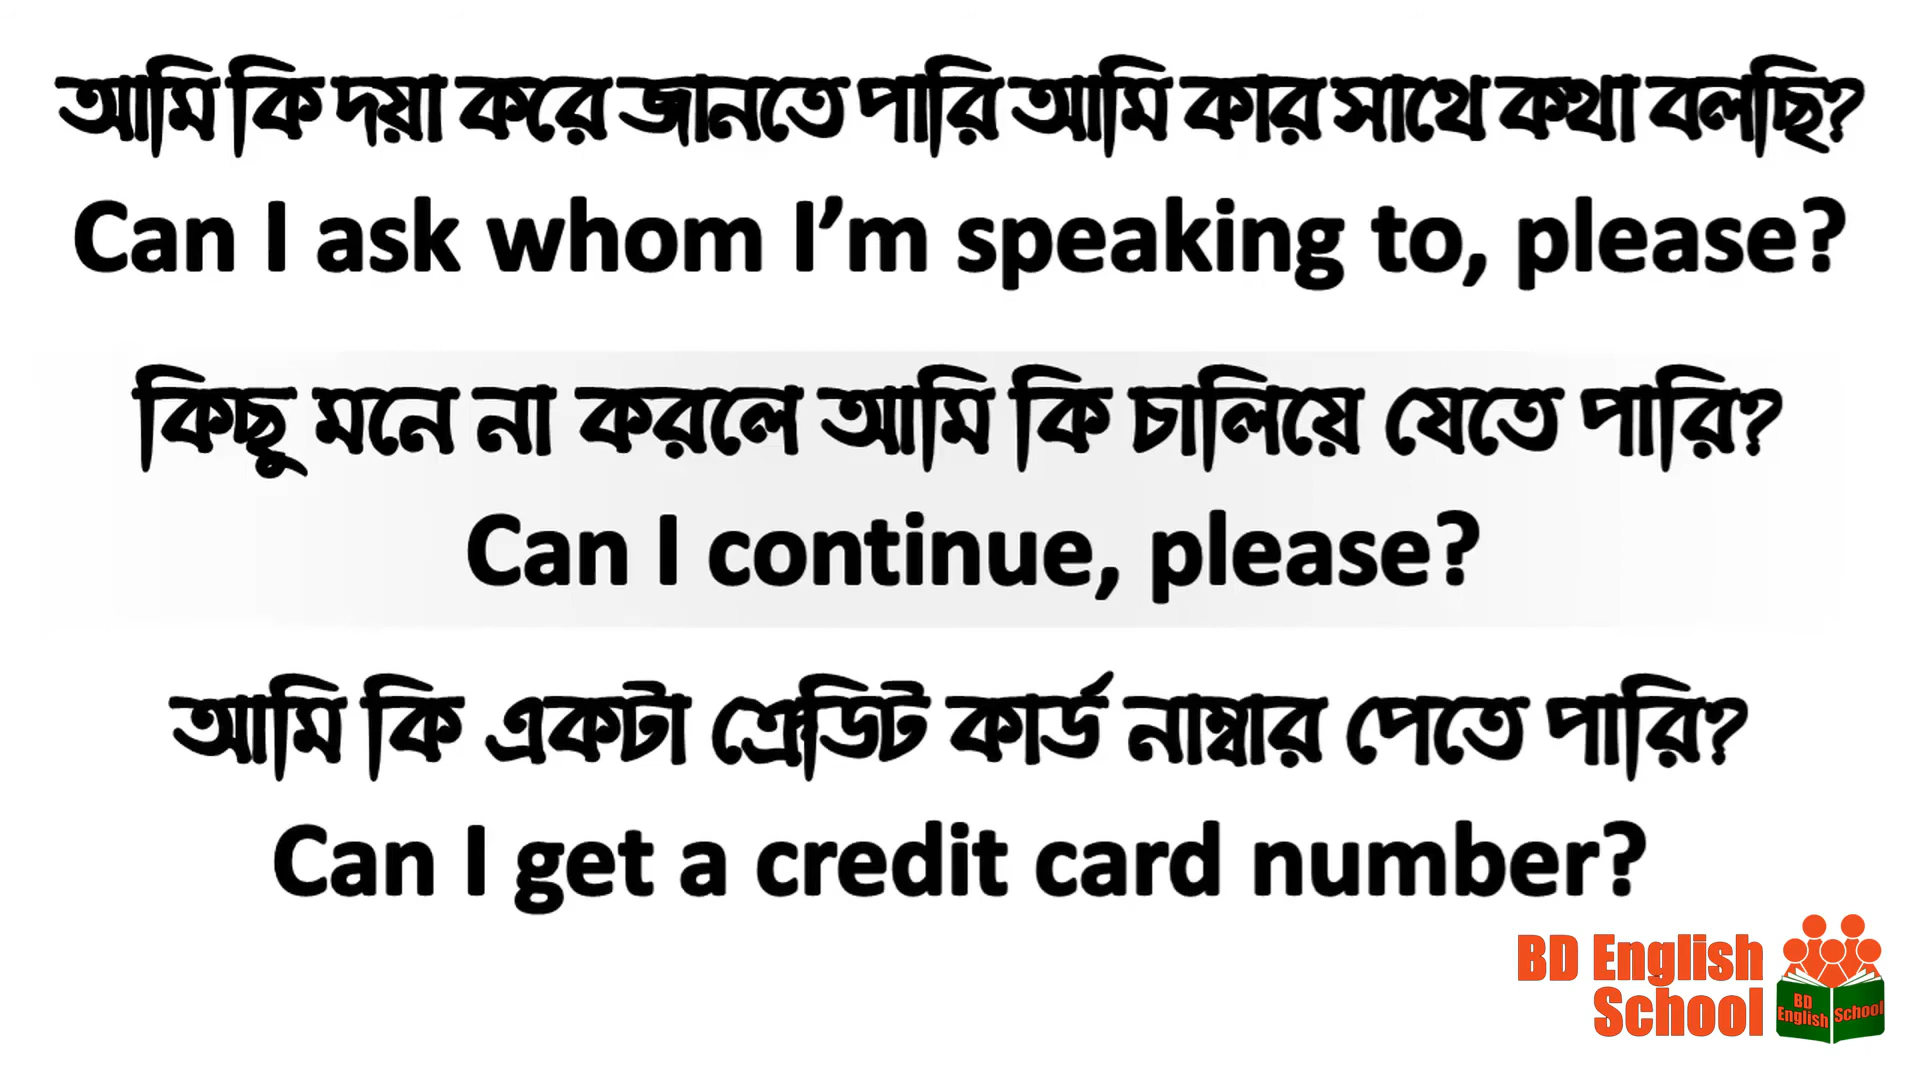 আমি কি দয়া করে জানতে পারি আমি কার সাথে কথা বলছি?
Can I ask whom I’m speaking to, please?
কিছু মনে না করলে আমি কি চালিয়ে যেতে পারি?
Can I continue, please?
আমি কি একটা ক্রেডিট কার্ড নাম্বার পেতে পারি?
Can I get a credit card number?
BD English
School
BD
English
School